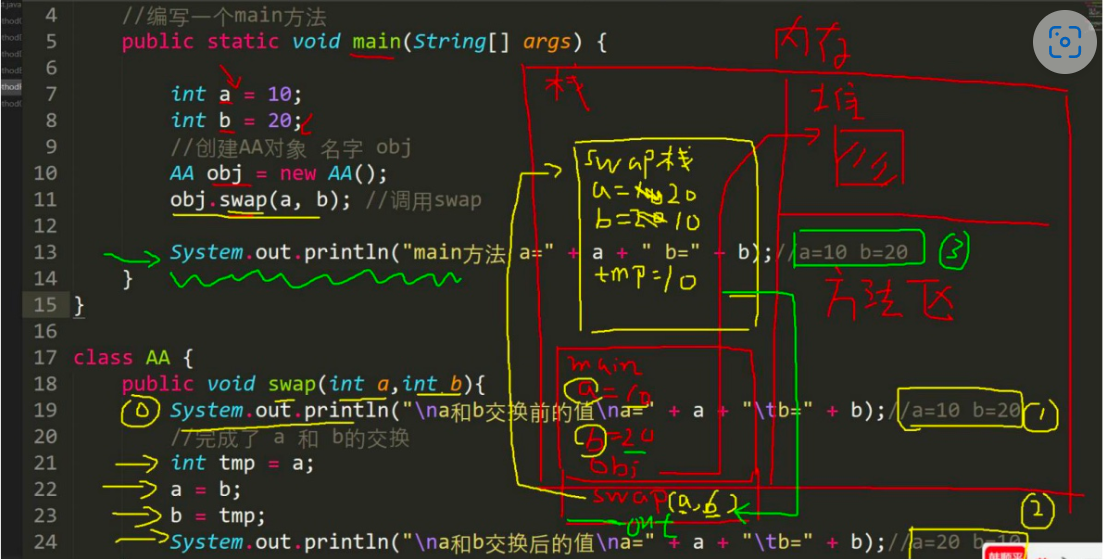 4 //编写一个main方法
5 public static void main(String[] args) {
6
7 int a = 10;
8 int b = 20;
9 //创建AA对象 名字 obj
10 AA obj = new AA();
11 obj.swap(a, b); //调用swap
12
13 System.out.println("main方法 a=" + a + " b=" + b);//a=10 b=20 ③
14 }
15 }
16
17 class AA {
18 public void swap(int a,int b){
19 System.out.println("\na和b交换前的值\na=" + a + "\tb=" + b);//a=10 b=20 ①
20 //完成了 a 和 b的交换
21 int tmp = a;
22 a = b;
23 b = tmp; ②
24 System.out.println("\na和b交换后的值\na=" + a + "\tb=" + b);//a=20 b=10
内存
栈
堆
swap栈
a= 20
b= 10
tmp=10
方法区
main
a=10
b=20
obj
swap(a,b)
out